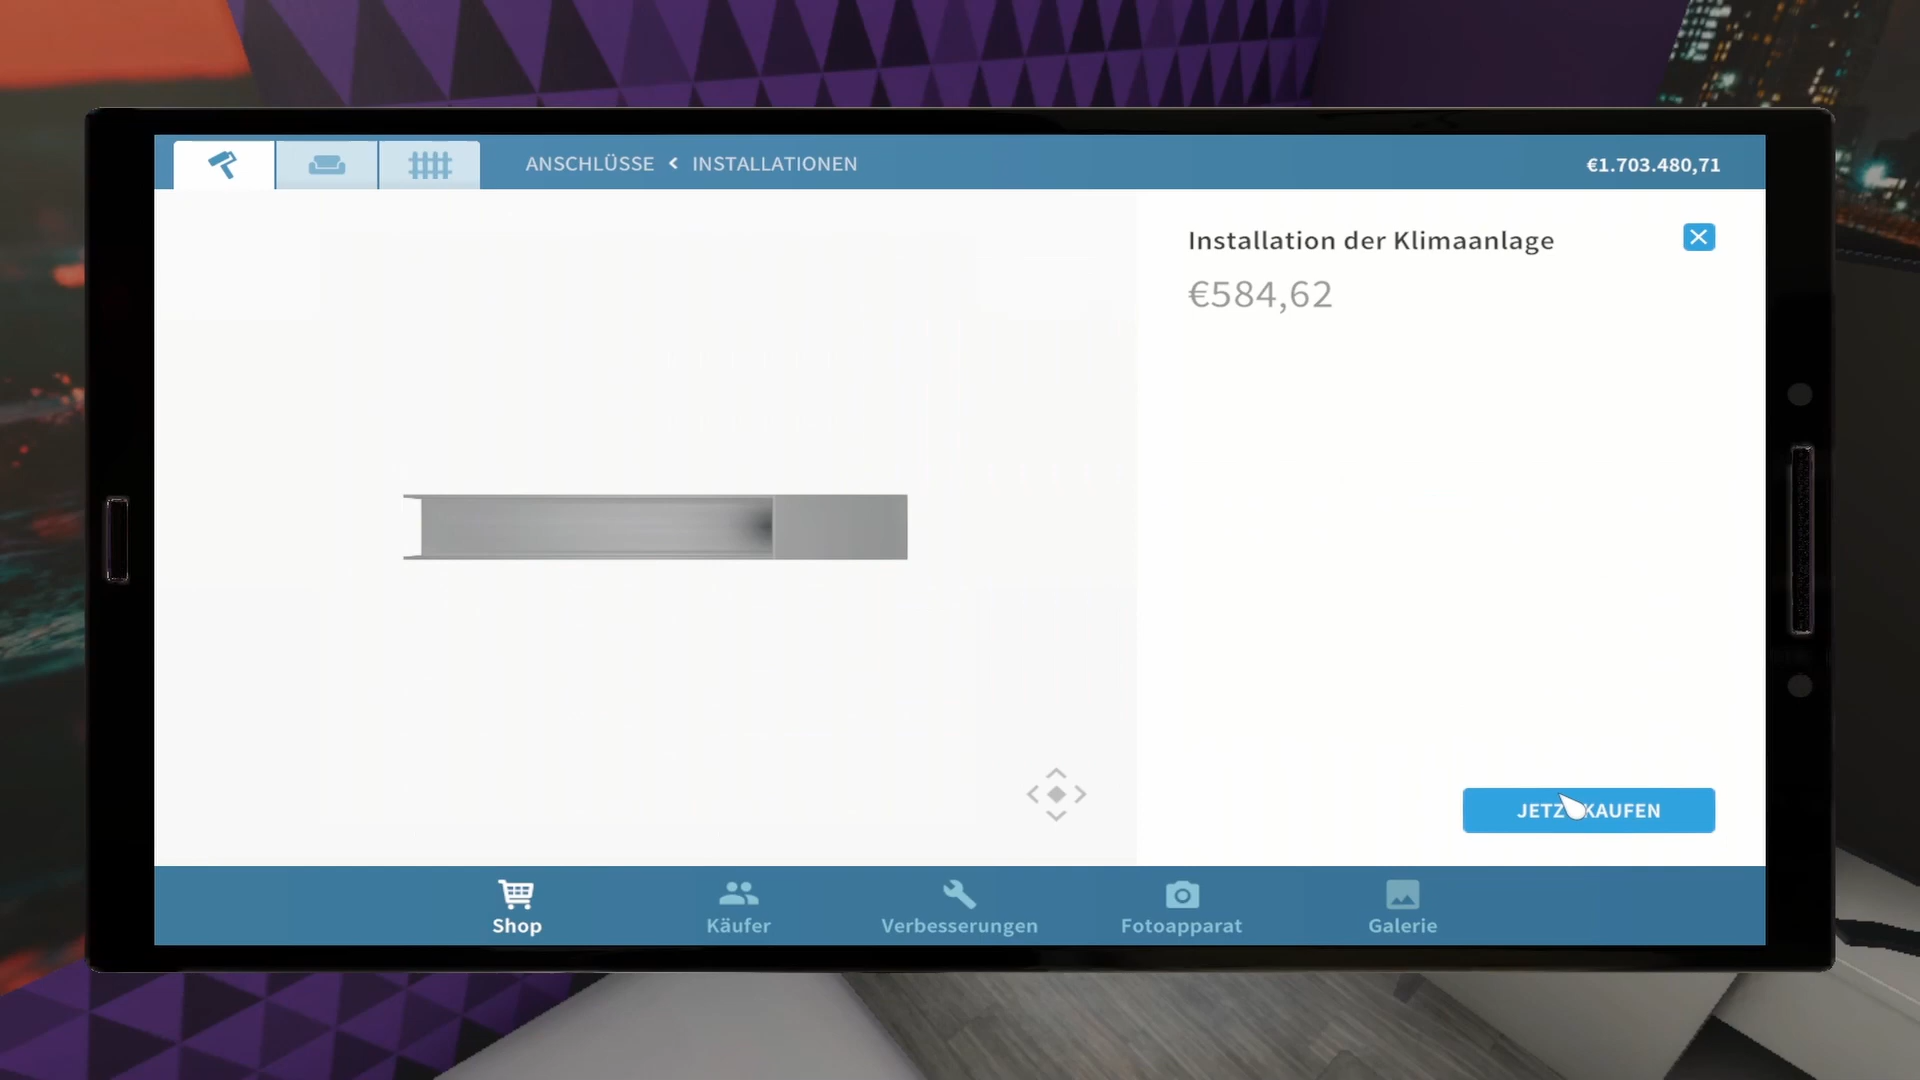 ANSCHLÜSSE < INSTALLATIONEN
€1.703.480,71
Installation der Klimaanlage
€584,62
JETZT KAUFEN
Shop
Käufer
Verbesserungen
Fotoapparat
Galerie